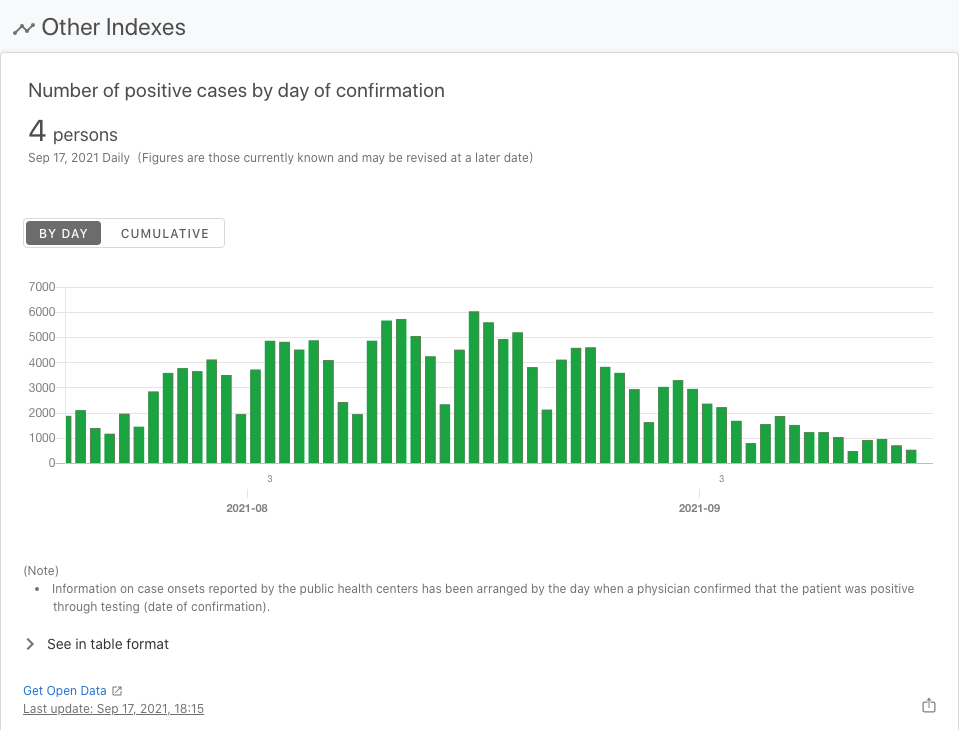 Other Indexes
Number of positive cases by day of confirmation
4 persons
Sep 17, 2021 Daily (Figures are those currently known and may be revised at a later date)
BY DAY CUMULATIVE
7000
6000
5000
4000
3000
2000
1000
0
3 3
2021-08 2021-09
(Note)
• Information on case onsets reported by the public health centers has been arranged by the day when a physician confirmed that the patient was positive
through testing (date of confirmation).
See in table format
Get Open Data
Last update: Sep 17, 2021, 18:15